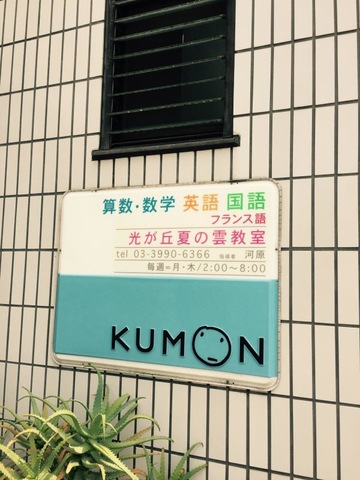 算数・数学 英語 国語
フランス語
光が丘夏の雲教室
tel 03-3990-6366 指導者 河原
毎週=月・木/2:00〜8:00
KUMON